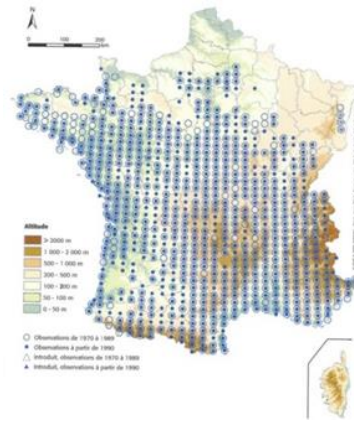 N
0 100 200
km
Altitude
≥ 2000 m
1 000 - 2 000 m
500 - 1 000 m
200 - 500 m
100 - 200 m
50 - 100 m
0 - 50 m
Observations de 1970 à 1989
Observations à partir de 1990
Introduit, observations de 1970 à 1989
Introduit, observations à partir de 1990